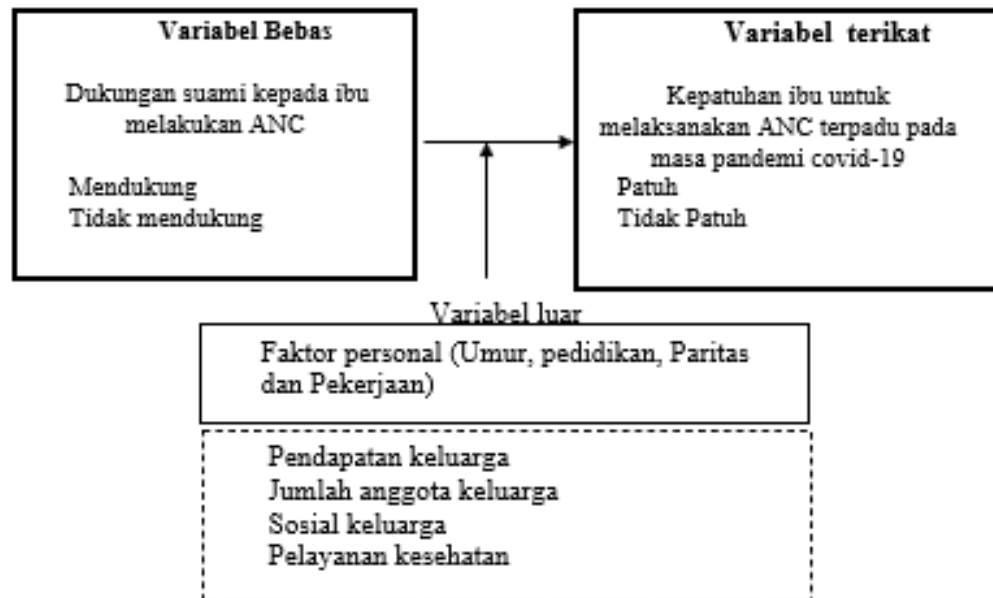 Variabel Bebas
Dukungan suami kepada ibu
melakukan ANC
Mendukung
Tidak mendukung
Variabel terikat
Kepatuhan ibu untuk
melaksanakan ANC terpadu pada
masa pandemi covid-19
Patuh
Tidak Patuh
Variabel luar
Faktor personal (Umur, pedidikan, Paritas
dan Pekerjaan)
Pendapatan keluarga
Jumlah anggota keluarga
Sosial keluarga
Pelayanan kesehatan